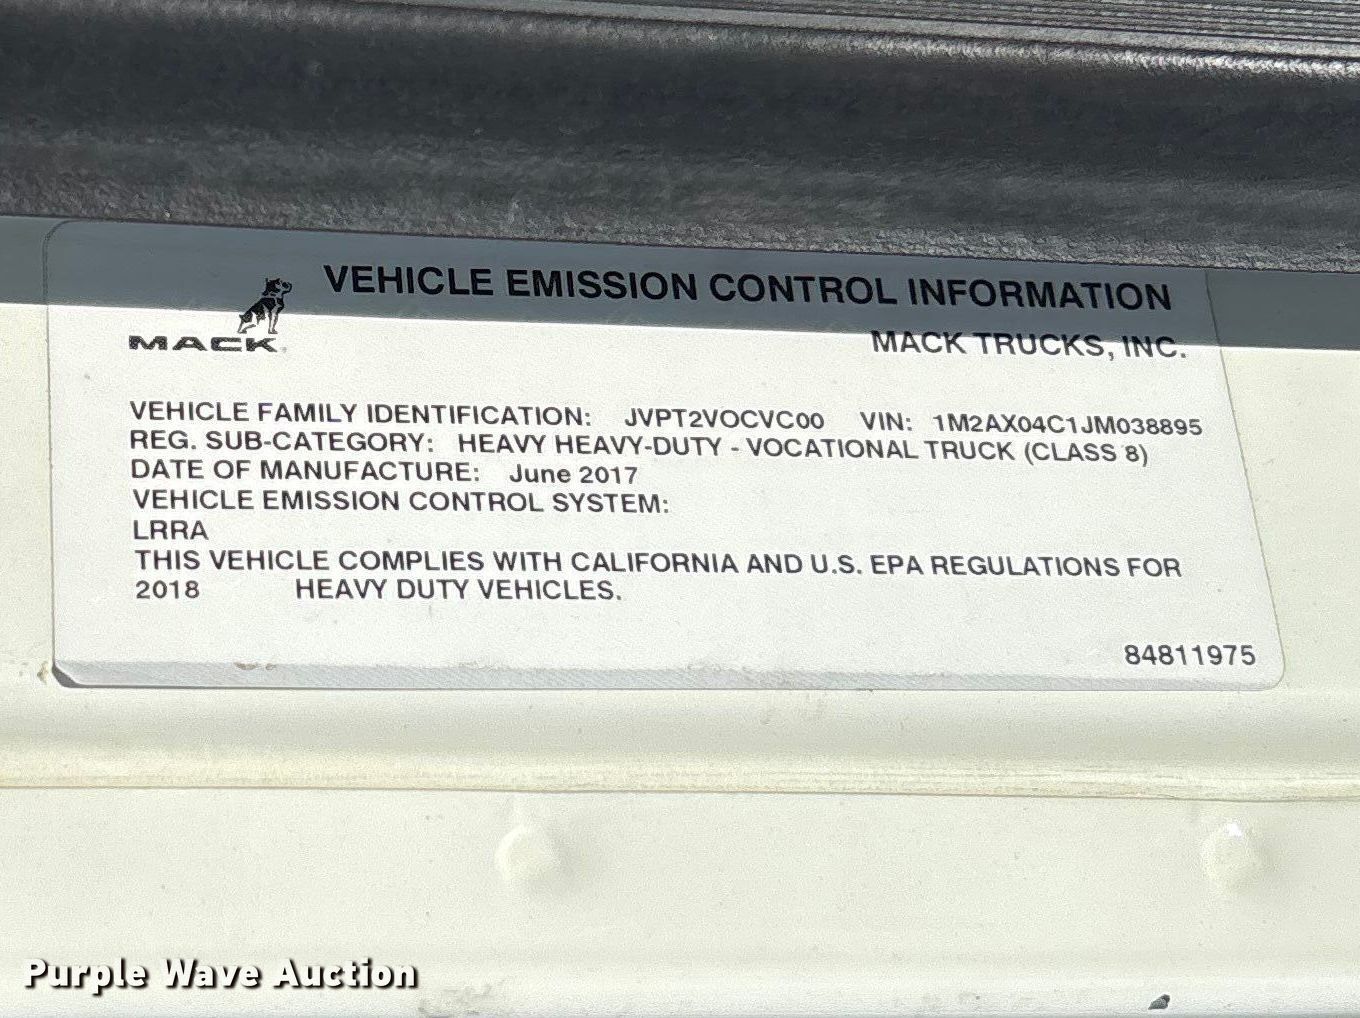 VEHICLE EMISSION CONTROL INFORMATION
MACK
MACK TRUCKS, INC.
VEHICLE FAMILY IDENTIFICATION: JVPT2VOCVC00 VIN: 1M2AX04C1JM038895
REG. SUB-CATEGORY: HEAVY HEAVY-DUTY - VOCATIONAL TRUCK (CLASS 8)
DATE OF MANUFACTURE: June 2017
VEHICLE EMISSION CONTROL SYSTEM:
LRRA
THIS VEHICLE COMPLIES WITH CALIFORNIA AND U.S. EPA REGULATIONS FOR
2018 HEAVY DUTY VEHICLES.
84811975
Purple Wave Auction